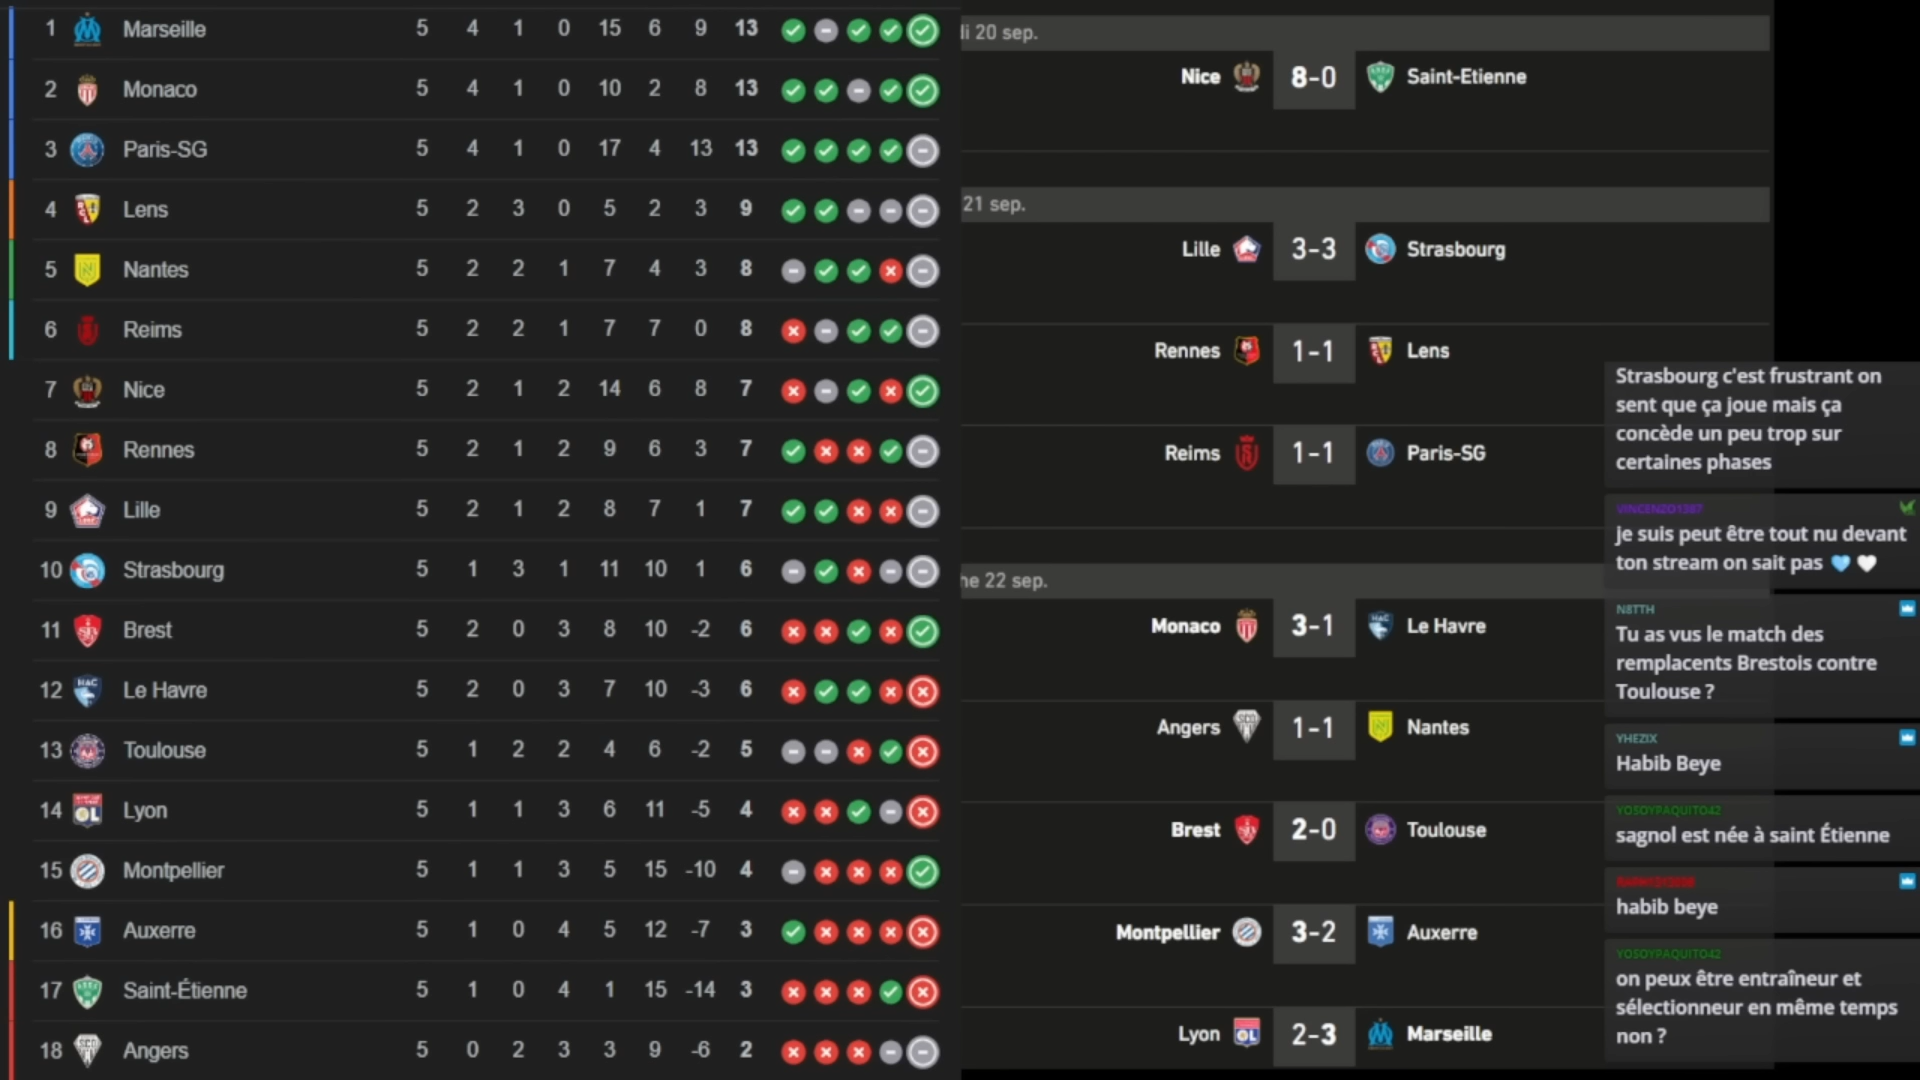 1 Marseille 5 4 1 0 15 6 9 13
2 Monaco 5 4 1 0 10 2 8 13
3 Paris-SG 5 4 1 0 17 4 13 13
4 Lens 5 2 3 0 5 2 3 9
5 Nantes 5 2 2 1 7 4 3 8
6 Reims 5 2 2 1 7 7 0 8
7 Nice 5 2 1 2 14 6 8 7
8 Rennes 5 2 1 2 9 6 3 7
9 Lille 5 2 1 2 8 7 1 7
10 Strasbourg 5 1 3 1 11 10 1 6
11 Brest 5 2 0 3 8 10 -2 6
12 Le Havre 5 2 0 3 7 10 -3 6
13 Toulouse 5 1 2 2 4 6 -2 5
14 Lyon 5 1 1 3 6 11 -5 4
15 Montpellier 5 1 1 3 5 15 -10 4
16 Auxerre 5 1 0 4 5 12 -7 3
17 Saint-Étienne 5 1 0 4 1 15 -14 3
18 Angers 5 0 2 3 3 9 -6 2
di 20 sep.
Nice 8-0 Saint-Etienne
21 sep.
Lille 3-3 Strasbourg
Rennes 1-1 Lens
Reims 1-1 Paris-SG
he 22 sep.
Monaco 3-1 Le Havre
Angers 1-1 Nantes
Brest 2-0 Toulouse
Montpellier 3-2 Auxerre
Lyon 2-3 Marseille
Strasbourg c'est frustrant on
sent que ça joue mais ça
concède un peu trop sur
certaines phases
VINCENZO1387
je suis peut être tout nu devant
ton stream on sait pas
N8TTH
Tu as vus le match des
remplacents Brestois contre
Toulouse ?
YHEZIX
Habib Beye
YOSOYPAQUITO42
sagnol est née à saint Étienne
habib beye
YOSOYPAQUITO42
on peux être entraîneur et
sélectionneur en même temps
non ?